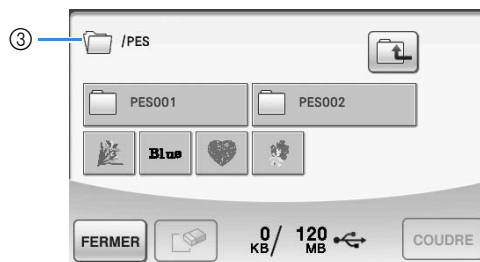 ③ /PES
PES001 PES002
Blue
FERMER 0 KB / 120 MB COUDRE